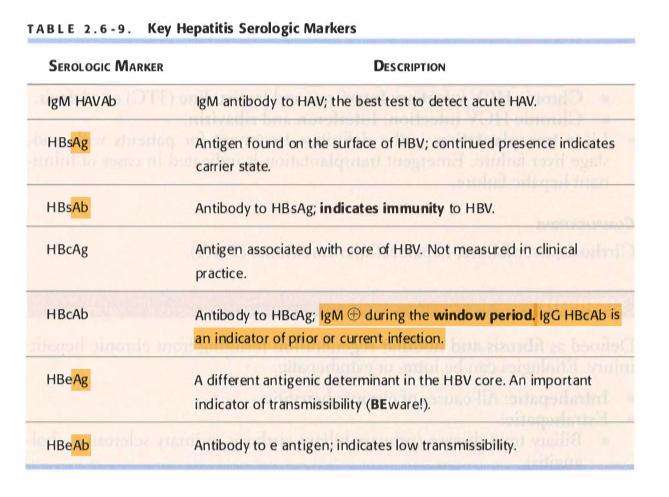 TABLE 2.6-9. Key Hepatitis Serologic Markers
SEROLOGIC MARKER DESCRIPTION
IgM HAVAb IgM antibody to HAV; the best test to detect acute HAV.
HBsAg Antigen found on the surface of HBV; continued presence indicates
carrier state.
HBsAb Antibody to HBsAg; indicates immunity to HBV.
HBcAg Antigen associated with core of HBV. Not measured in clinical
practice.
HBcAb Antibody to HBcAg; IgM ⊕ during the window period. IgG HBcAb is
an indicator of prior or current infection.
HBeAg A different antigenic determinant in the HBV core. An important
indicator of transmissibility (BEware!).
HBeAb Antibody to e antigen; indicates low transmissibility.